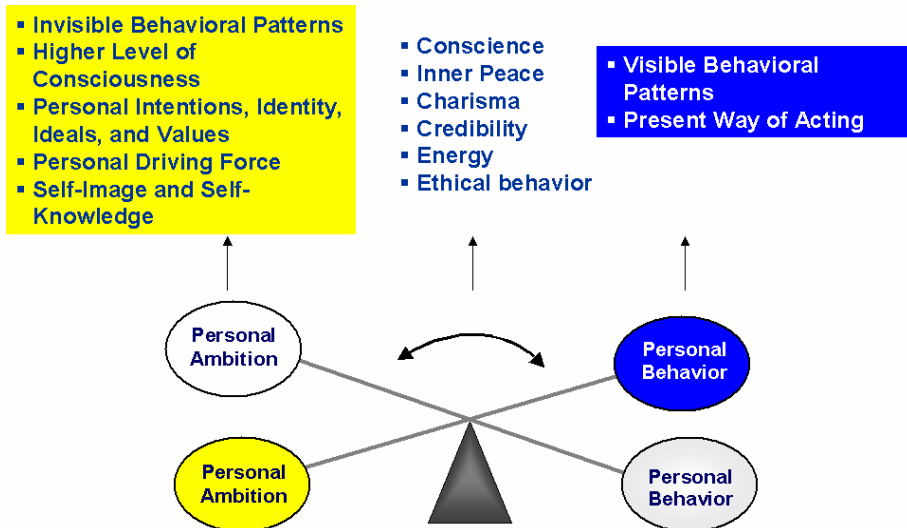 ▪ Invisible Behavioral Patterns
▪ Higher Level of
Consciousness
▪ Personal Intentions, Identity,
Ideals, and Values
▪ Personal Driving Force
▪ Self-Image and Self-
Knowledge
▪ Conscience
▪ Inner Peace
▪ Charisma
▪ Credibility
▪ Energy
▪ Ethical behavior
▪ Visible Behavioral
Patterns
▪ Present Way of Acting
Personal
Ambition
Personal
Behavior
Personal
Ambition
Personal
Behavior